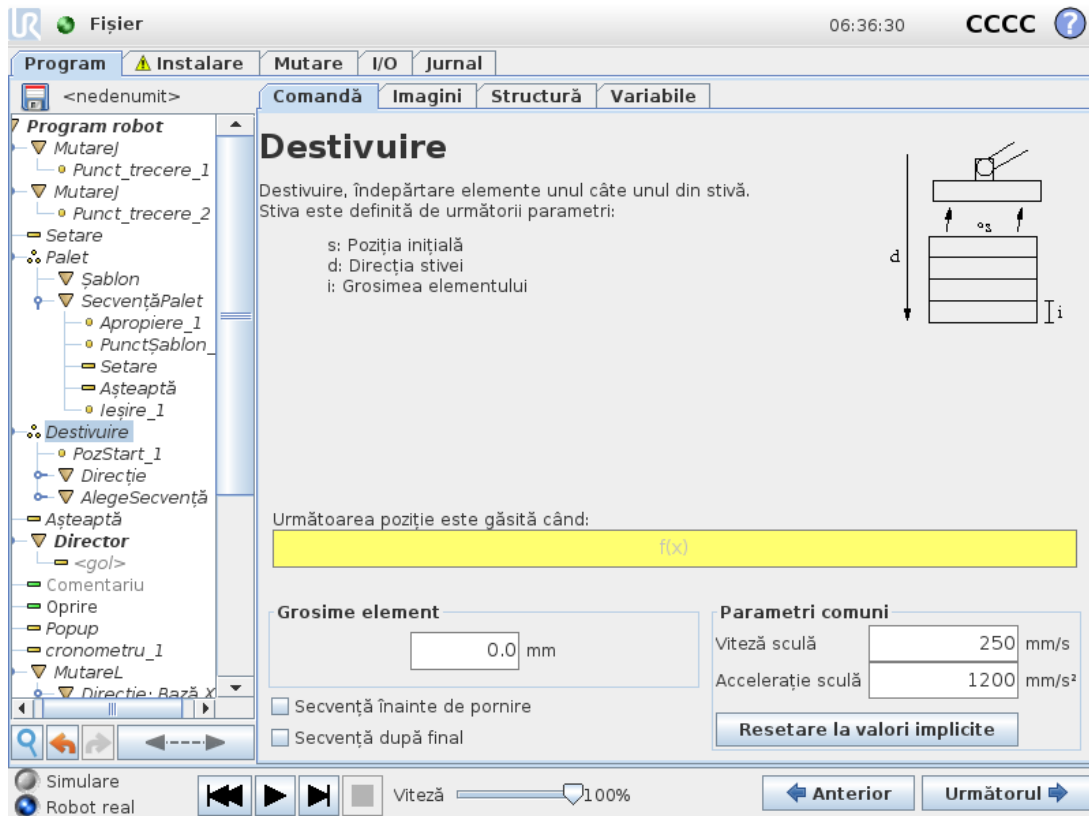 Fișier
06:36:30
CCCC
?
Program
Instalare
Mutare
I/O
Jurnal
<nedenumit>
Comandă
Imagini
Structură
Variabile
Program robot
MutareJ
Punct_trecere_1
MutareJ
Punct_trecere_2
Setare
Palet
Șablon
SecvențăPalet
Apropiere_1
PunctȘablon_
Setare
Așteaptă
Ieșire_1
Destivuire
PozStart_1
Direcție
AlegeSecvență
Așteaptă
Director
<gol>
Comentariu
Oprire
Popup
cronometru_1
MutareL
Direcție: Bază X
Destivuire
Destivuire, îndepărtare elemente unul câte unul din stivă.
Stiva este definită de următorii parametri:
s: Poziția inițială
d: Direcția stivei
i: Grosimea elementului
s
d
i
Următoarea poziție este găsită când:
f(x)
Grosime element
0.0 mm
Secvență înainte de pornire
Secvență după final
Parametri comuni
Viteză sculă 250 mm/s
Accelerație sculă 1200 mm/s²
Resetare la valori implicite
Simulare
Robot real
Viteză 100%
Anterior
Următorul